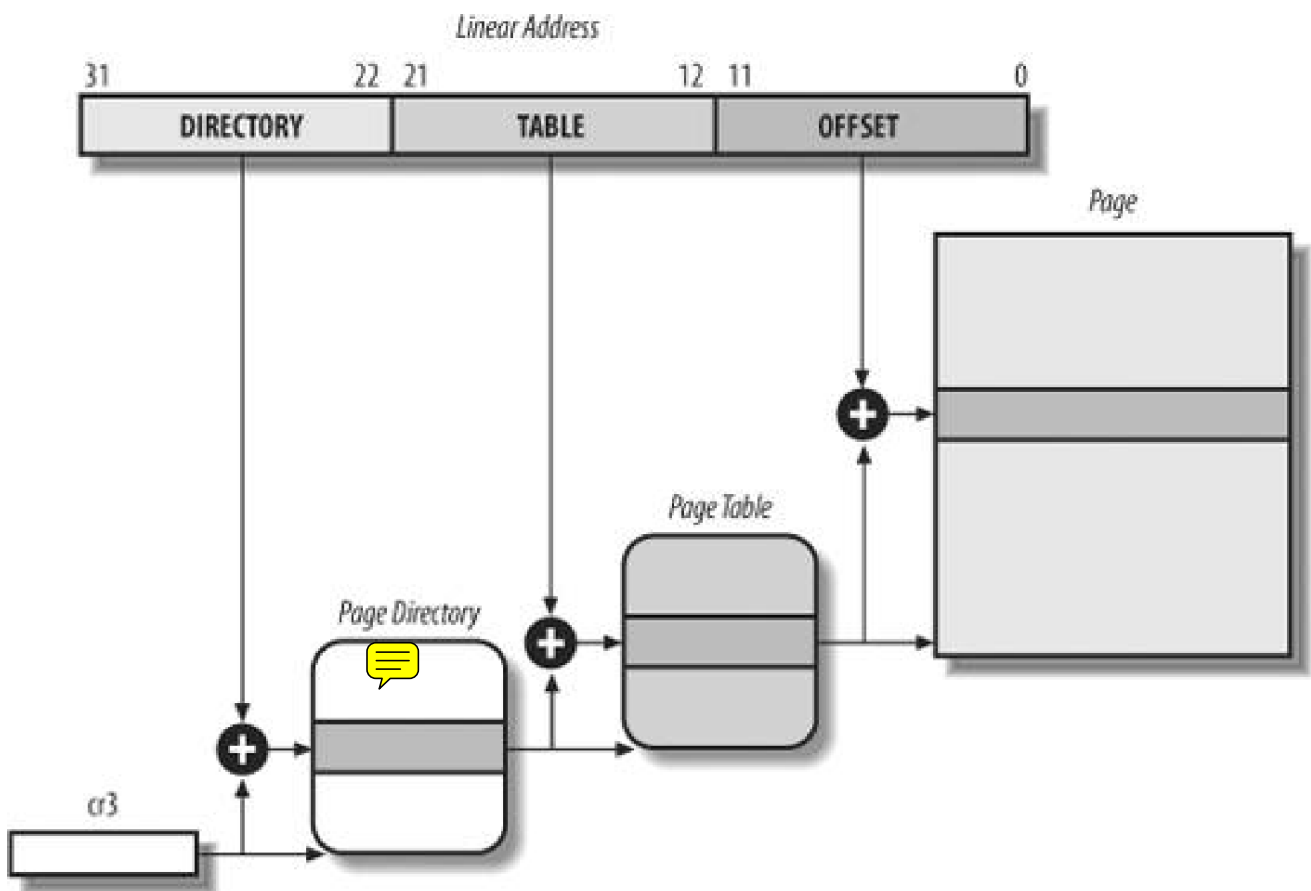 Linear Address
31 22 21 12 11 0
DIRECTORY TABLE OFFSET
Page
Page Table
Page Directory
cr3